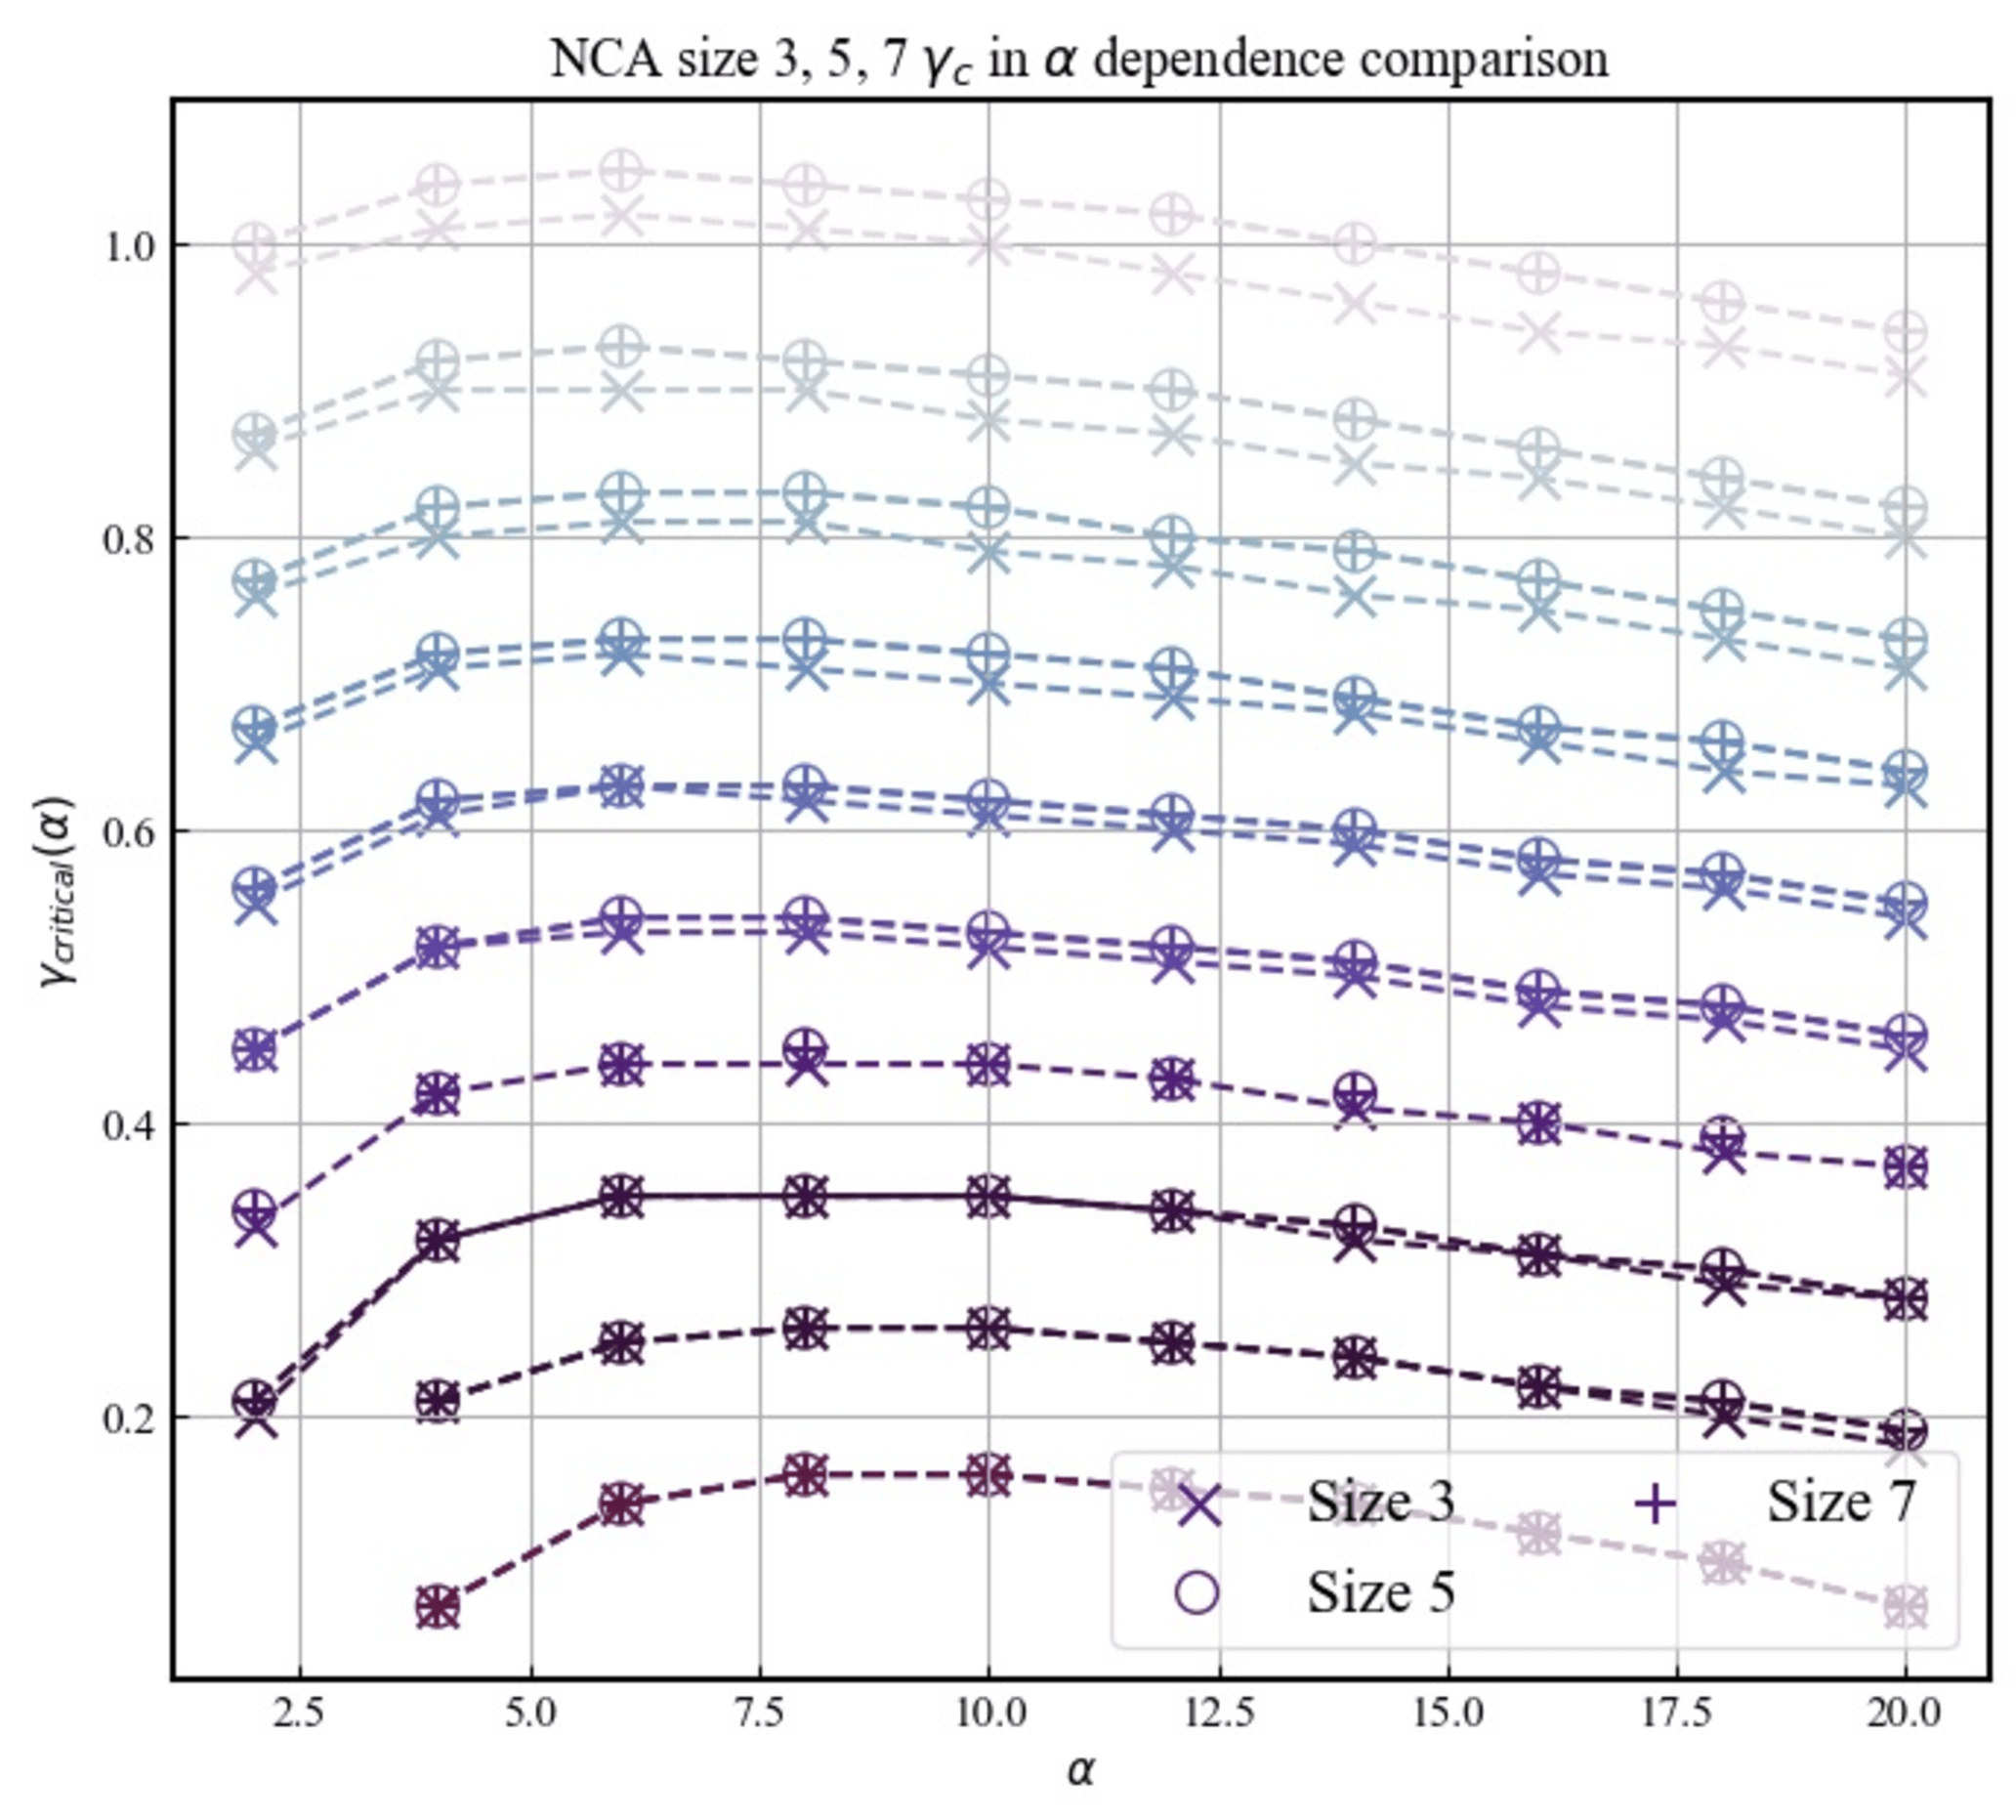 NCA size 3, 5, 7 γc in α dependence comparison
γcritical(α)
1.0
0.8
0.6
0.4
0.2
Size 3 Size 7
Size 5
2.5 5.0 7.5 10.0 12.5 15.0 17.5 20.0
α